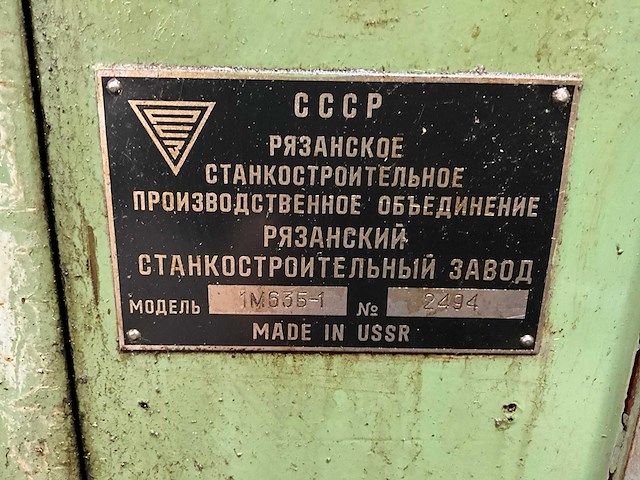 СССР
РЯЗАНСКОЕ
СТАНКОСТРОИТЕЛЬНОЕ
ПРОИЗВОДСТВЕННОЕ ОБЪЕДИНЕНИЕ
РЯЗАНСКИЙ
СТАНКОСТРОИТЕЛЬНЫЙ ЗАВОД
МОДЕЛЬ 1М63Б-1 № 2494
MADE IN USSR